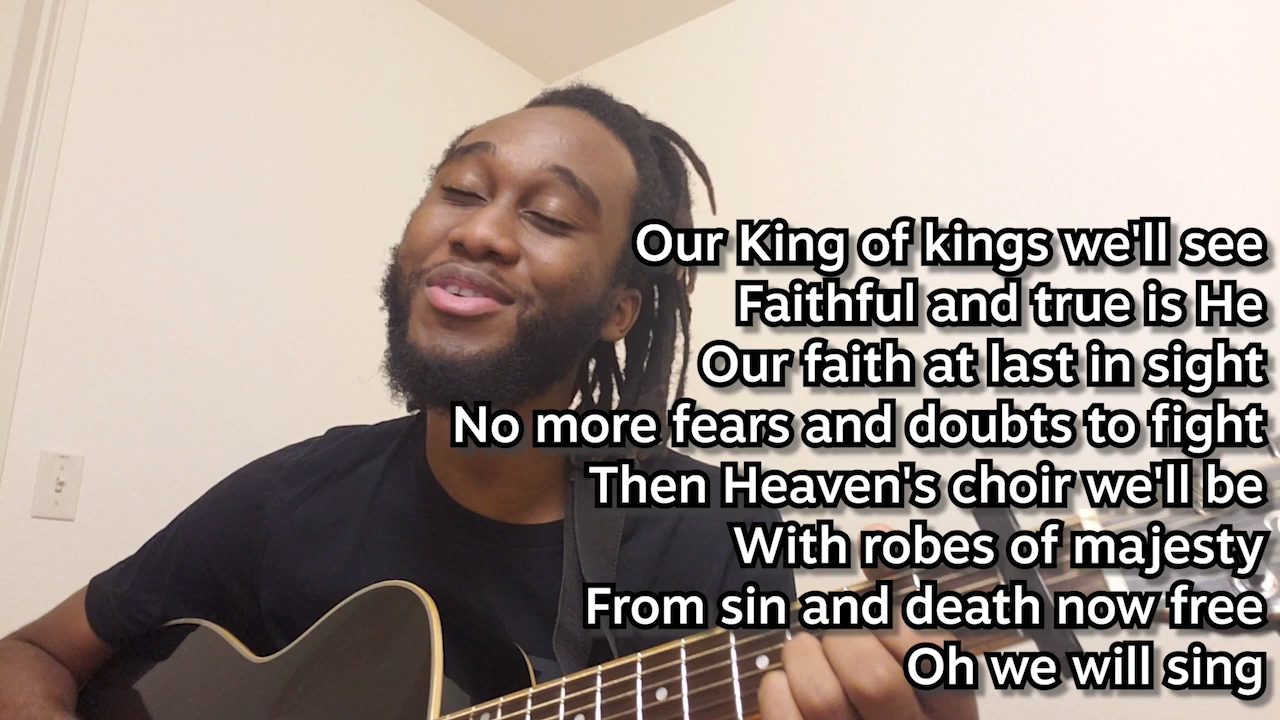 Our King of kings we'll see
Faithful and true is He
Our faith at last in sight
No more fears and doubts to fight
Then Heaven's choir we'll be
With robes of majesty
From sin and death now free
Oh we will sing